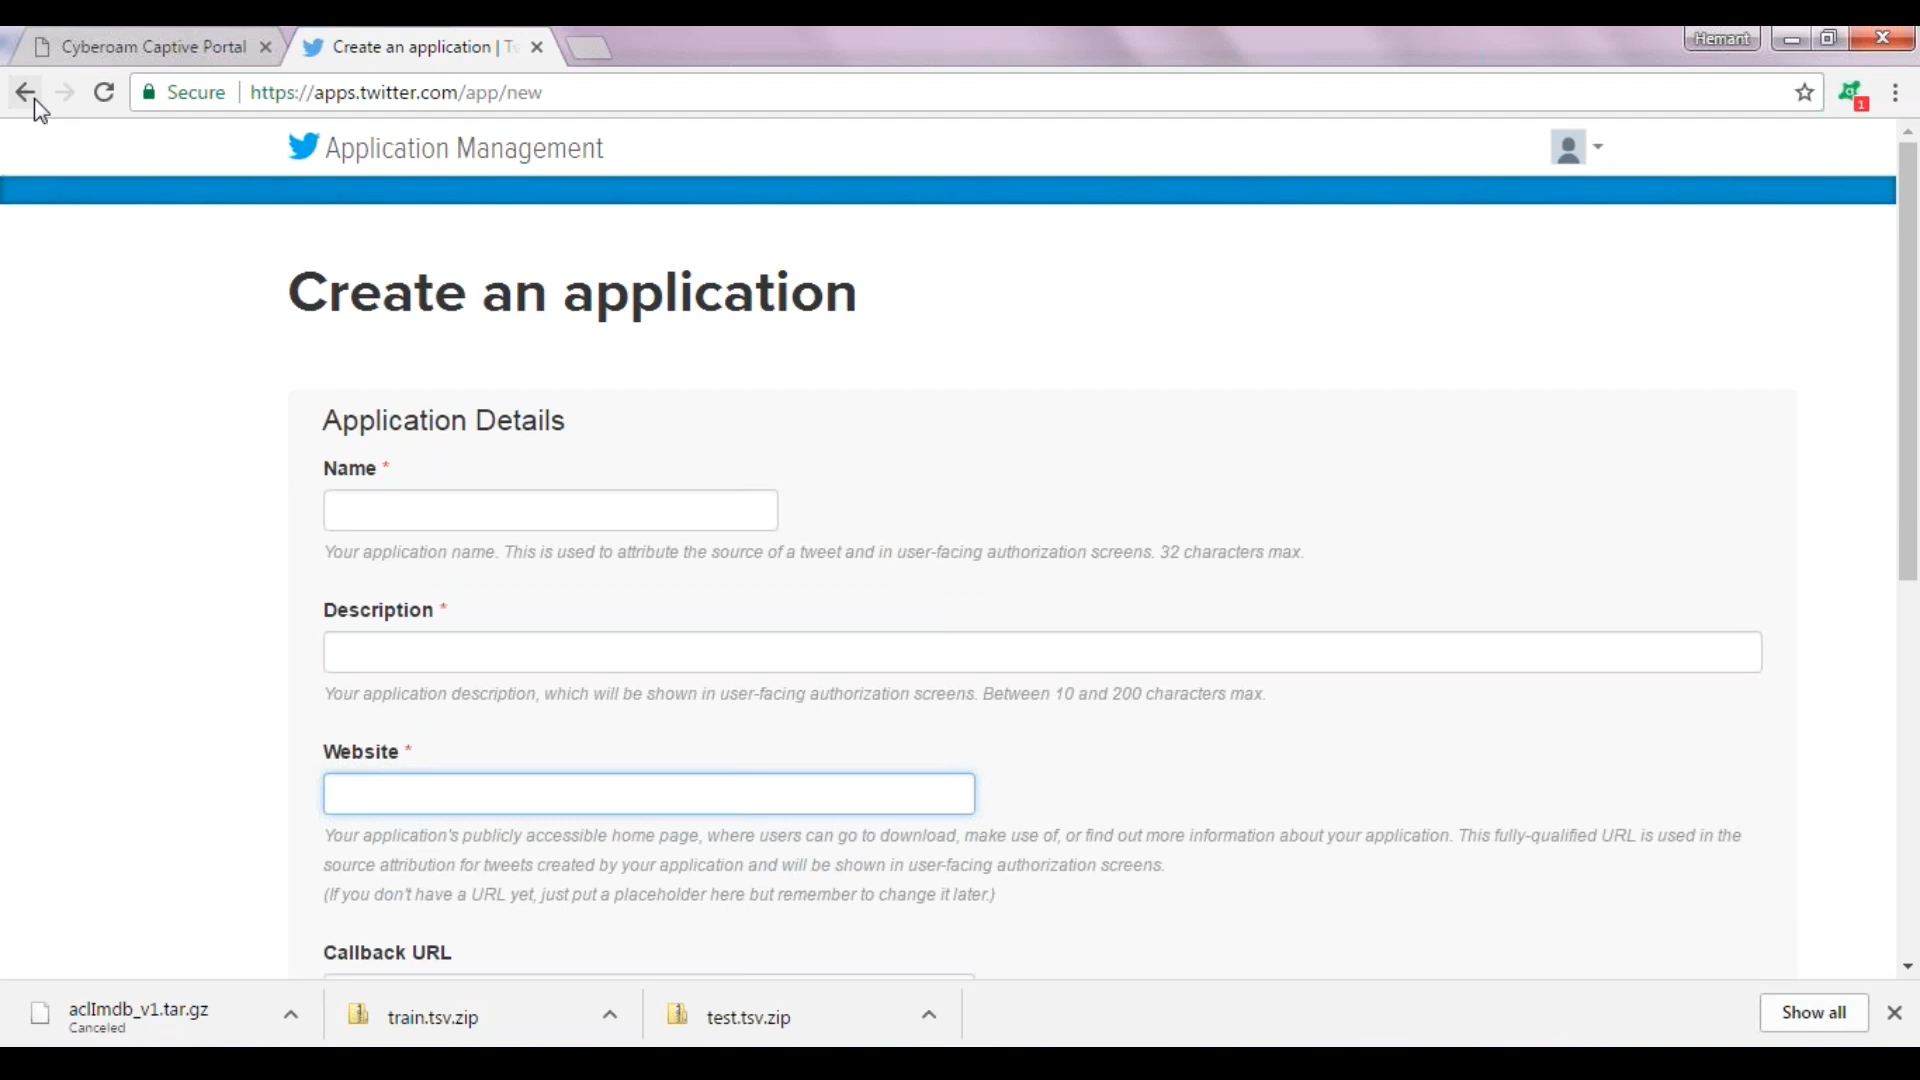 Cyberoam Captive Portal
Create an application | Tw
Hemant
Secure
https://apps.twitter.com/app/new
1
Application Management
Create an application
Application Details
Name *
Your application name. This is used to attribute the source of a tweet and in user-facing authorization screens. 32 characters max.
Description *
Your application description, which will be shown in user-facing authorization screens. Between 10 and 200 characters max.
Website *
Your application's publicly accessible home page, where users can go to download, make use of, or find out more information about your application. This fully-qualified URL is used in the
source attribution for tweets created by your application and will be shown in user-facing authorization screens.
(If you don't have a URL yet, just put a placeholder here but remember to change it later.)
Callback URL
aclImdb_v1.tar.gz
Canceled
train.tsv.zip
test.tsv.zip
Show all